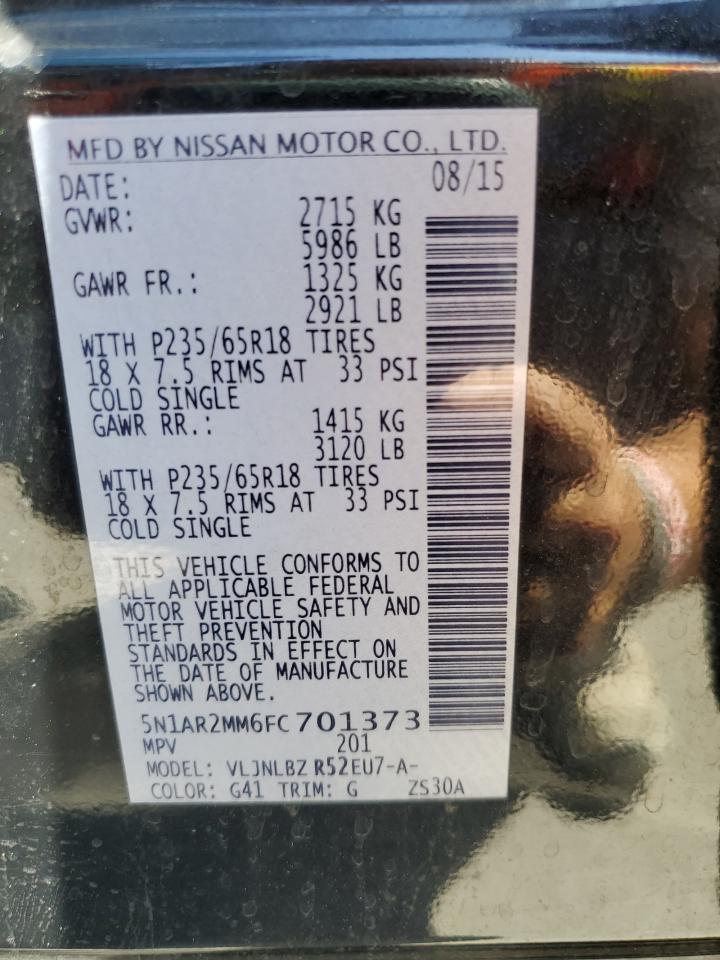 MFD BY NISSAN MOTOR CO., LTD.
DATE: 08/15
GVWR: 2715 KG
5986 LB
GAWR FR.: 1325 KG
2921 LB
WITH P235/65R18 TIRES
18 X 7.5 RIMS AT 33 PSI
COLD SINGLE
GAWR RR.: 1415 KG
3120 LB
WITH P235/65R18 TIRES
18 X 7.5 RIMS AT 33 PSI
COLD SINGLE
THIS VEHICLE CONFORMS TO
ALL APPLICABLE FEDERAL
MOTOR VEHICLE SAFETY AND
THEFT PREVENTION
STANDARDS IN EFFECT ON
THE DATE OF MANUFACTURE
SHOWN ABOVE.
5N1AR2MM6FC701373
MPV 201
MODEL: VLJNLBZ R52EU7-A-
COLOR: G41 TRIM: G ZS30A